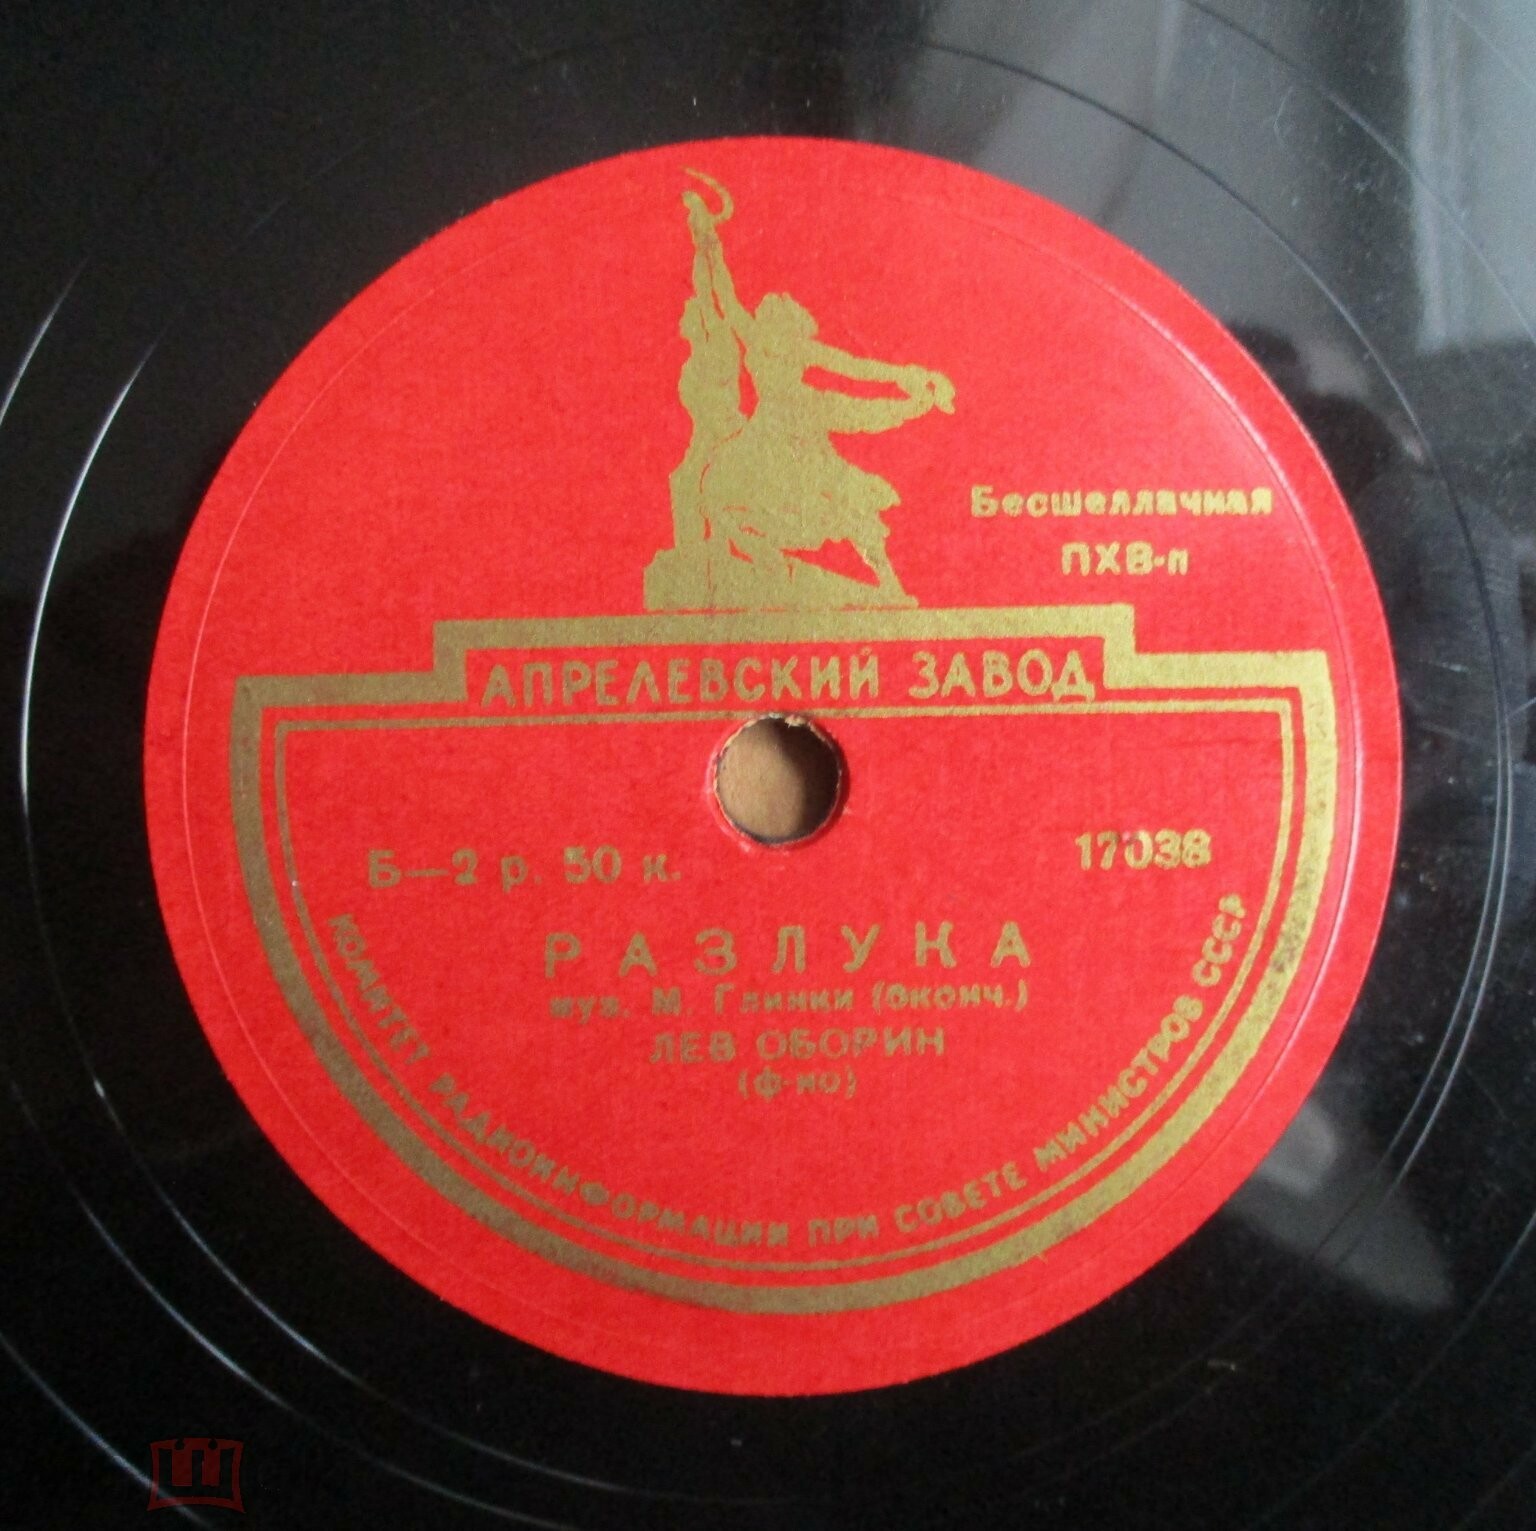 Бесшеллачная
ПХВ-п
АПРЕЛЕВСКИЙ ЗАВОД
Б—2 р. 50 к.
17038
РАЗЛУКА
муз. М. Глинки (оконч.)
ЛЕВ ОБОРИН
(ф-но)
КОМИТЕТ РАДИОИНФОРМАЦИИ ПРИ СОВЕТЕ МИНИСТРОВ СССР